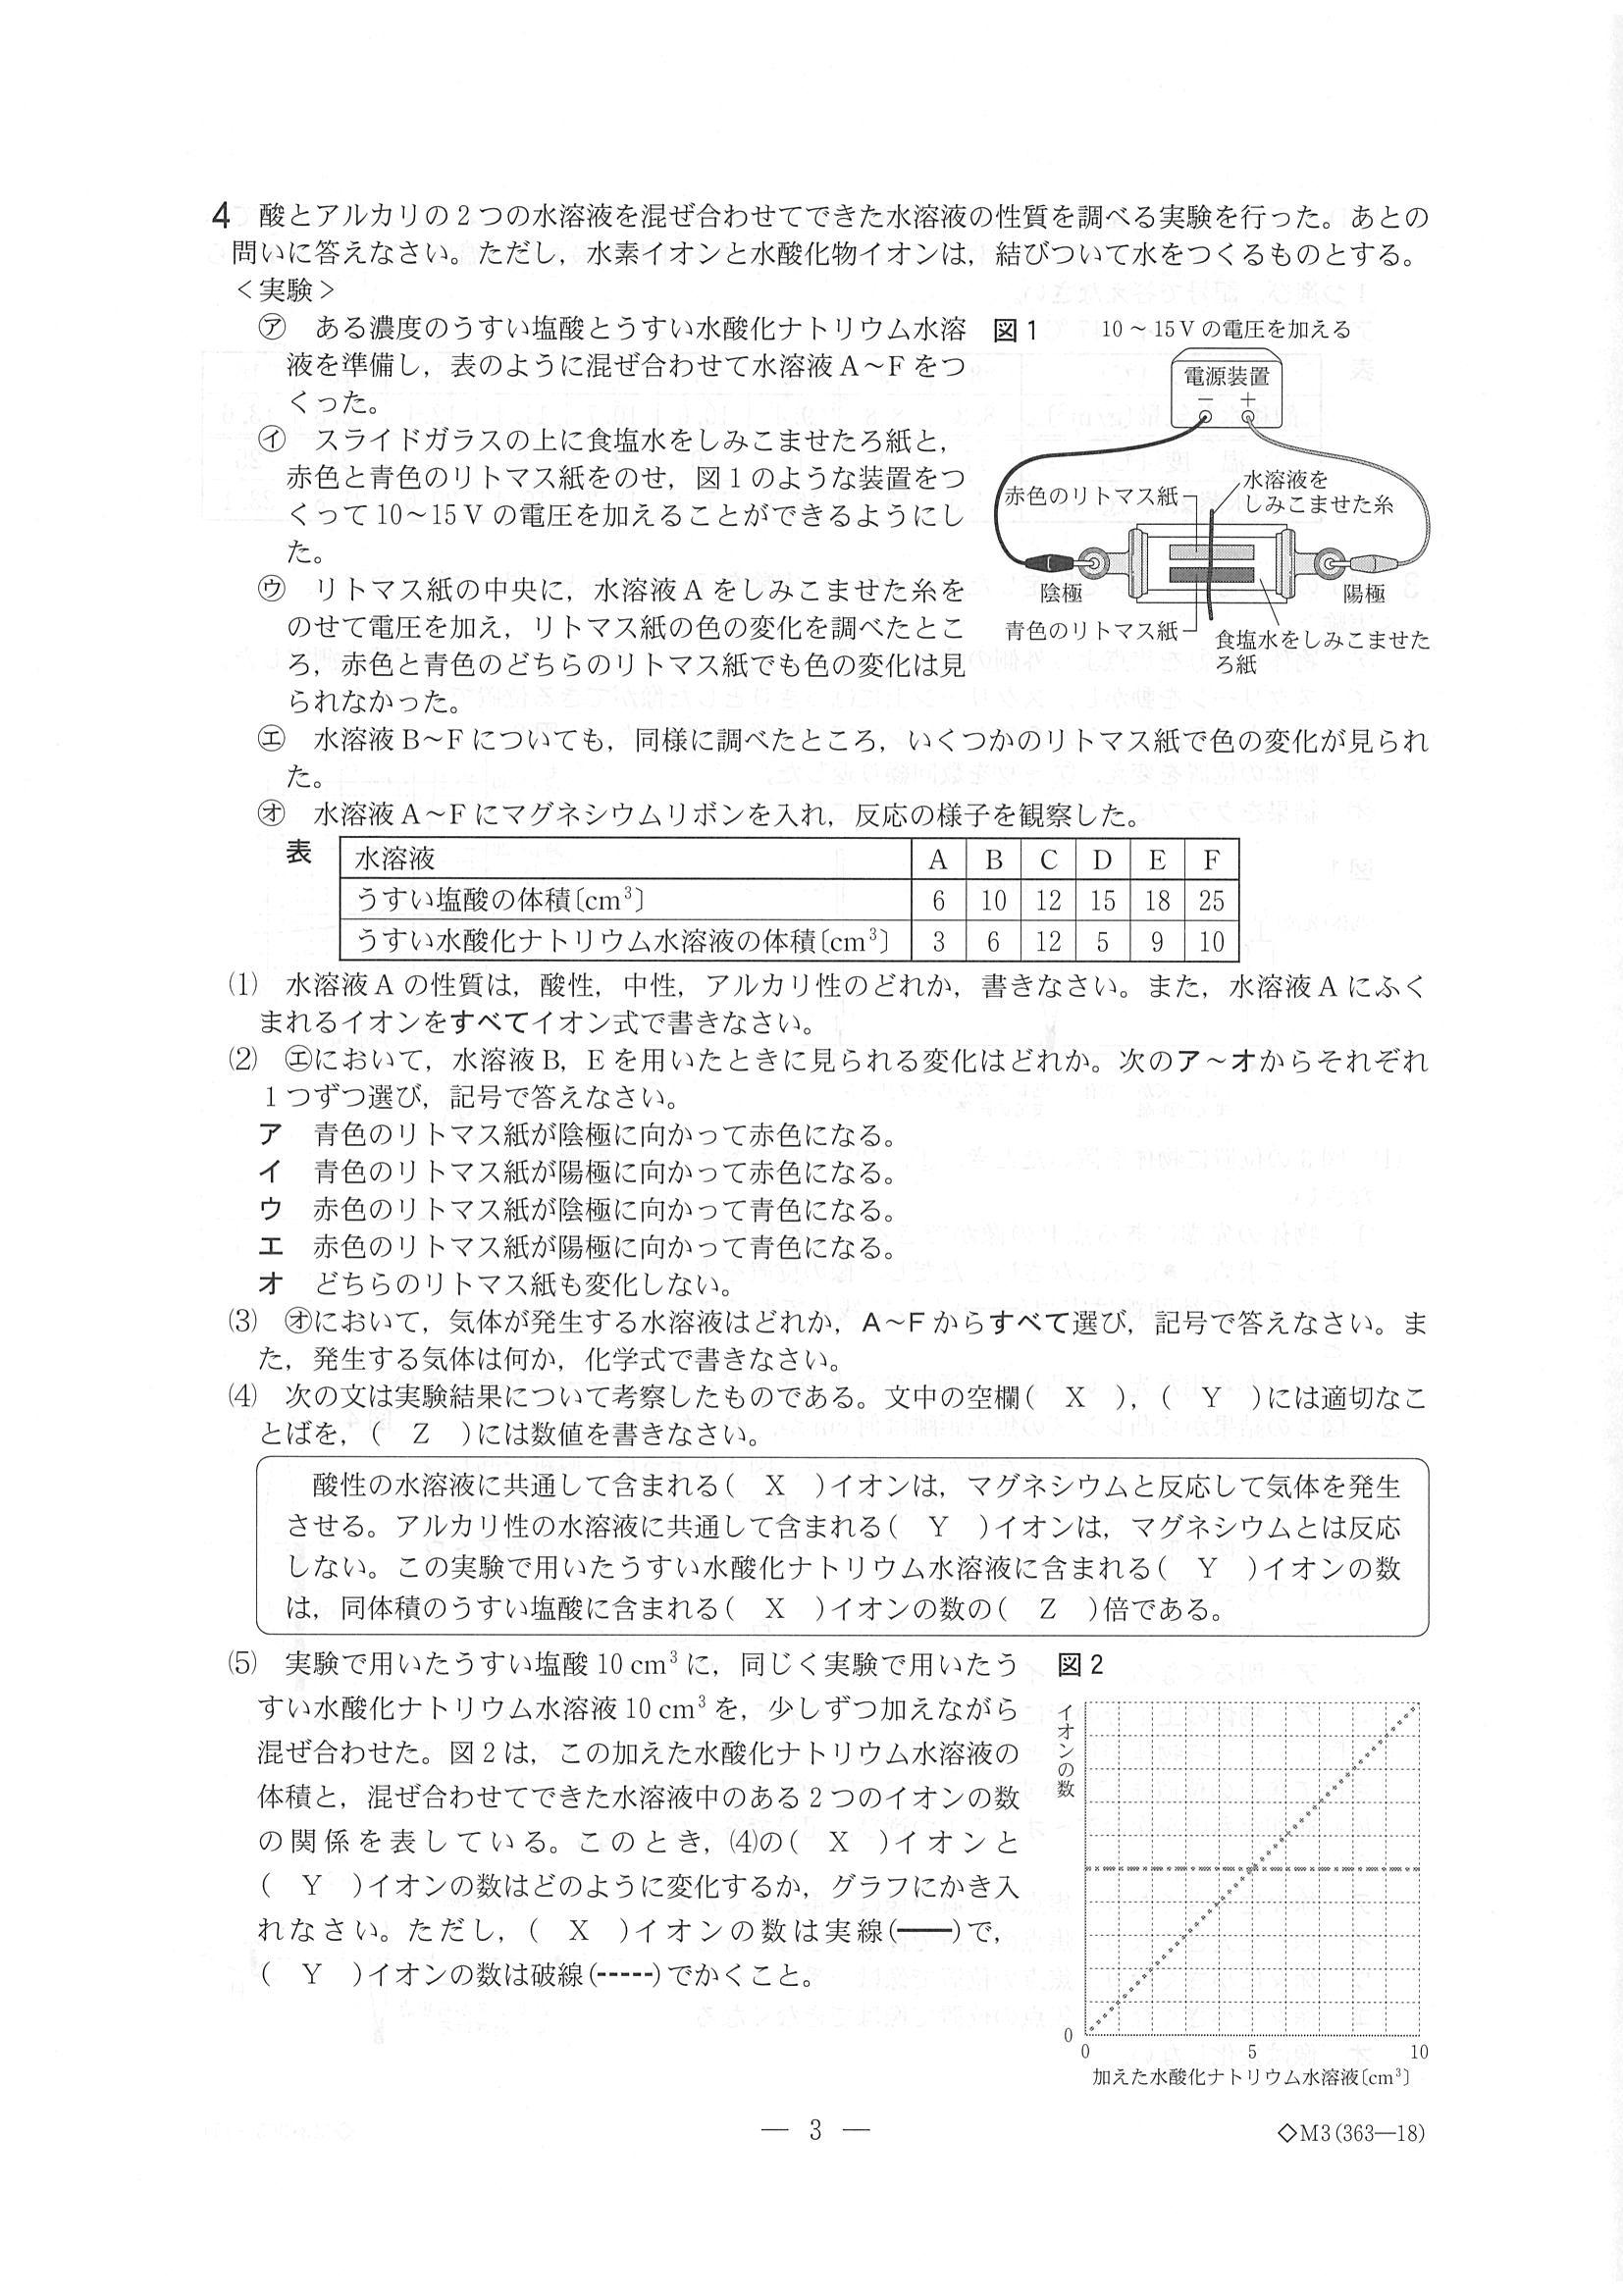 4 酸とアルカリの2つの水溶液を混ぜ合わせてできた水溶液の性質を調べる実験を行った。あとの
問いに答えなさい。ただし，水素イオンと水酸化物イオンは，結びついて水をつくるものとする。
＜実験＞
㋐ ある濃度のうすい塩酸とうすい水酸化ナトリウム水溶
液を準備し，表のように混ぜ合わせて水溶液A～Fをつ
くった。
㋑ スライドガラスの上に食塩水をしみこませたろ紙と，
赤色と青色のリトマス紙をのせ，図1のような装置をつ
くって10～15Vの電圧を加えることができるようにし
た。
㋒ リトマス紙の中央に，水溶液Aをしみこませた糸を
のせて電圧を加え，リトマス紙の色の変化を調べたとこ
ろ，赤色と青色のどちらのリトマス紙でも色の変化は見
られなかった。
図1 10～15Vの電圧を加える
電源装置
－ ＋
赤色のリトマス紙
水溶液を
しみこませた糸
陰極
陽極
青色のリトマス紙
食塩水をしみこませた
ろ紙
㋓ 水溶液B～Fについても，同様に調べたところ，いくつかのリトマス紙で色の変化が見られ
た。
㋔ 水溶液A～Fにマグネシウムリボンを入れ，反応の様子を観察した。
表
水溶液 A B C D E F
うすい塩酸の体積〔cm³〕 6 10 12 15 18 25
うすい水酸化ナトリウム水溶液の体積〔cm³〕 3 6 12 5 9 10
⑴ 水溶液Aの性質は，酸性，中性，アルカリ性のどれか，書きなさい。また，水溶液Aにふく
まれるイオンをすべてイオン式で書きなさい。
⑵ ㋓において，水溶液B，Eを用いたときに見られる変化はどれか。次のア～オからそれぞれ
1つずつ選び，記号で答えなさい。
ア 青色のリトマス紙が陰極に向かって赤色になる。
イ 青色のリトマス紙が陽極に向かって赤色になる。
ウ 赤色のリトマス紙が陰極に向かって青色になる。
エ 赤色のリトマス紙が陽極に向かって青色になる。
オ どちらのリトマス紙も変化しない。
⑶ ㋔において，気体が発生する水溶液はどれか，A～Fからすべて選び，記号で答えなさい。ま
た，発生する気体は何か，化学式で書きなさい。
⑷ 次の文は実験結果について考察したものである。文中の空欄( X )，( Y )には適切なこ
とばを，( Z )には数値を書きなさい。
酸性の水溶液に共通して含まれる( X )イオンは，マグネシウムと反応して気体を発生
させる。アルカリ性の水溶液に共通して含まれる( Y )イオンは，マグネシウムとは反応
しない。この実験で用いたうすい水酸化ナトリウム水溶液に含まれる( Y )イオンの数
は，同体積のうすい塩酸に含まれる( X )イオンの数の( Z )倍である。
⑸ 実験で用いたうすい塩酸10cm³に，同じく実験で用いたう
すい水酸化ナトリウム水溶液10cm³を，少しずつ加えながら
混ぜ合わせた。図2は，この加えた水酸化ナトリウム水溶液の
体積と，混ぜ合わせてできた水溶液中のある2つのイオンの数
の関係を表している。このとき，⑷の( X )イオンと
( Y )イオンの数はどのように変化するか，グラフにかき入
れなさい。ただし，( X )イオンの数は実線(──)で，
( Y )イオンの数は破線(-----)でかくこと。
図2
イオンの数
0
0 5 10
加えた水酸化ナトリウム水溶液〔cm³〕
― 3 ―
◇M3(363―18)